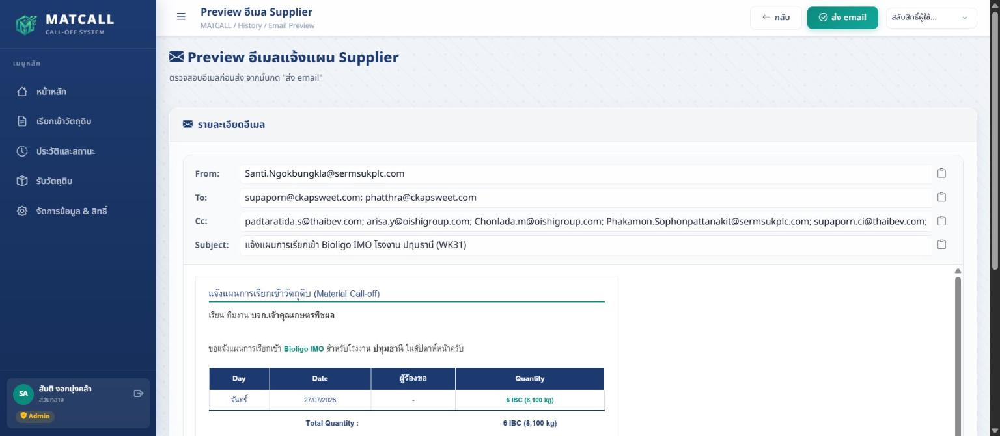 MATCALL
CALL-OFF SYSTEM
เมนูหลัก
หน้าหลัก
เรียกเข้าวัตถุดิบ
ประวัติและสถานะ
รับวัตถุดิบ
จัดการข้อมูล & สิทธิ์
SA
สันติ งอกบุ่งคล้า
ส่วนกลาง
Admin
Preview อีเมล Supplier
MATCALL / History / Email Preview
← กลับ
ส่ง email
สลับสิทธิ์ผู้ใช้...
Preview อีเมลแจ้งแผน Supplier
ตรวจสอบอีเมลก่อนส่ง จากนั้นกด "ส่ง email"
รายละเอียดอีเมล
From: Santi.Ngokbungkla@sermsukplc.com
To: supaporn@ckapsweet.com; phatthra@ckapsweet.com
Cc: padtaratida.s@thaibev.com; arisa.y@oishigroup.com; Chonlada.m@oishigroup.com; Phakamon.Sophonpattanakit@sermsukplc.com; supaporn.ci@thaibev.com;
Subject: แจ้งแผนการเรียกเข้า Bioligo IMO โรงงาน ปทุมธานี (WK31)
แจ้งแผนการเรียกเข้าวัตถุดิบ (Material Call-off)
เรียน ทีมงาน บจก.เจ้าคุณเกษตรพืชผล
ขอแจ้งแผนการเรียกเข้า Bioligo IMO สำหรับโรงงาน ปทุมธานี ในสัปดาห์หน้าครับ
Day Date ผู้ร้องขอ Quantity
จันทร์ 27/07/2026 - 6 IBC (8,100 kg)
Total Quantity : 6 IBC (8,100 kg)